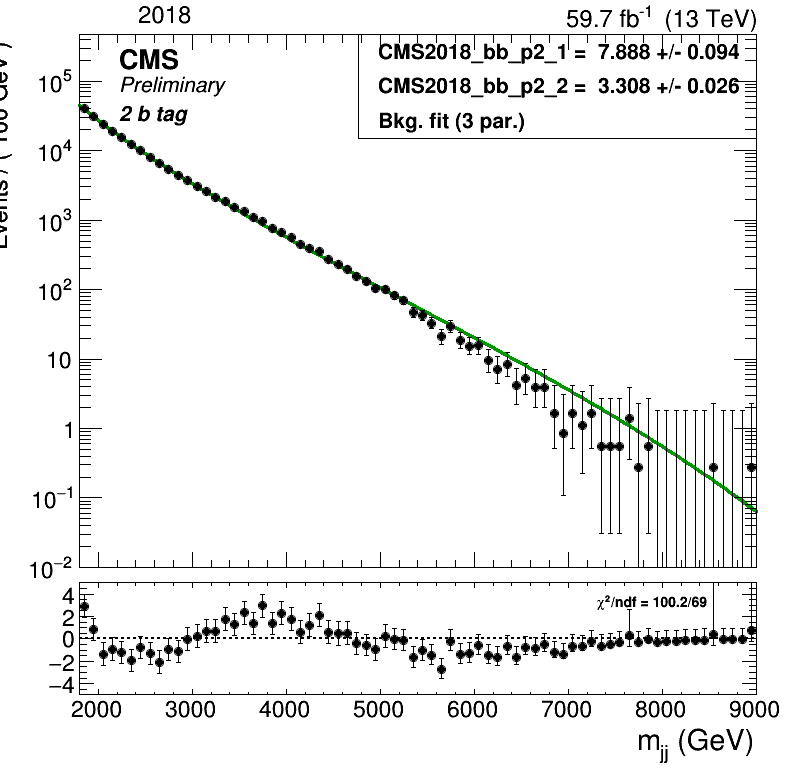 2018
59.7 fb⁻¹ (13 TeV)
CMS
Preliminary
2 b tag
CMS2018_bb_p2_1 = 7.888 +/- 0.094
CMS2018_bb_p2_2 = 3.308 +/- 0.026
Bkg. fit (3 par.)
10⁵
10⁴
10³
10²
10
1
10⁻¹
10⁻²
χ²/ndf = 100.2/69
4
2
0
−2
−4
2000 3000 4000 5000 6000 7000 8000 9000
m_jj (GeV)